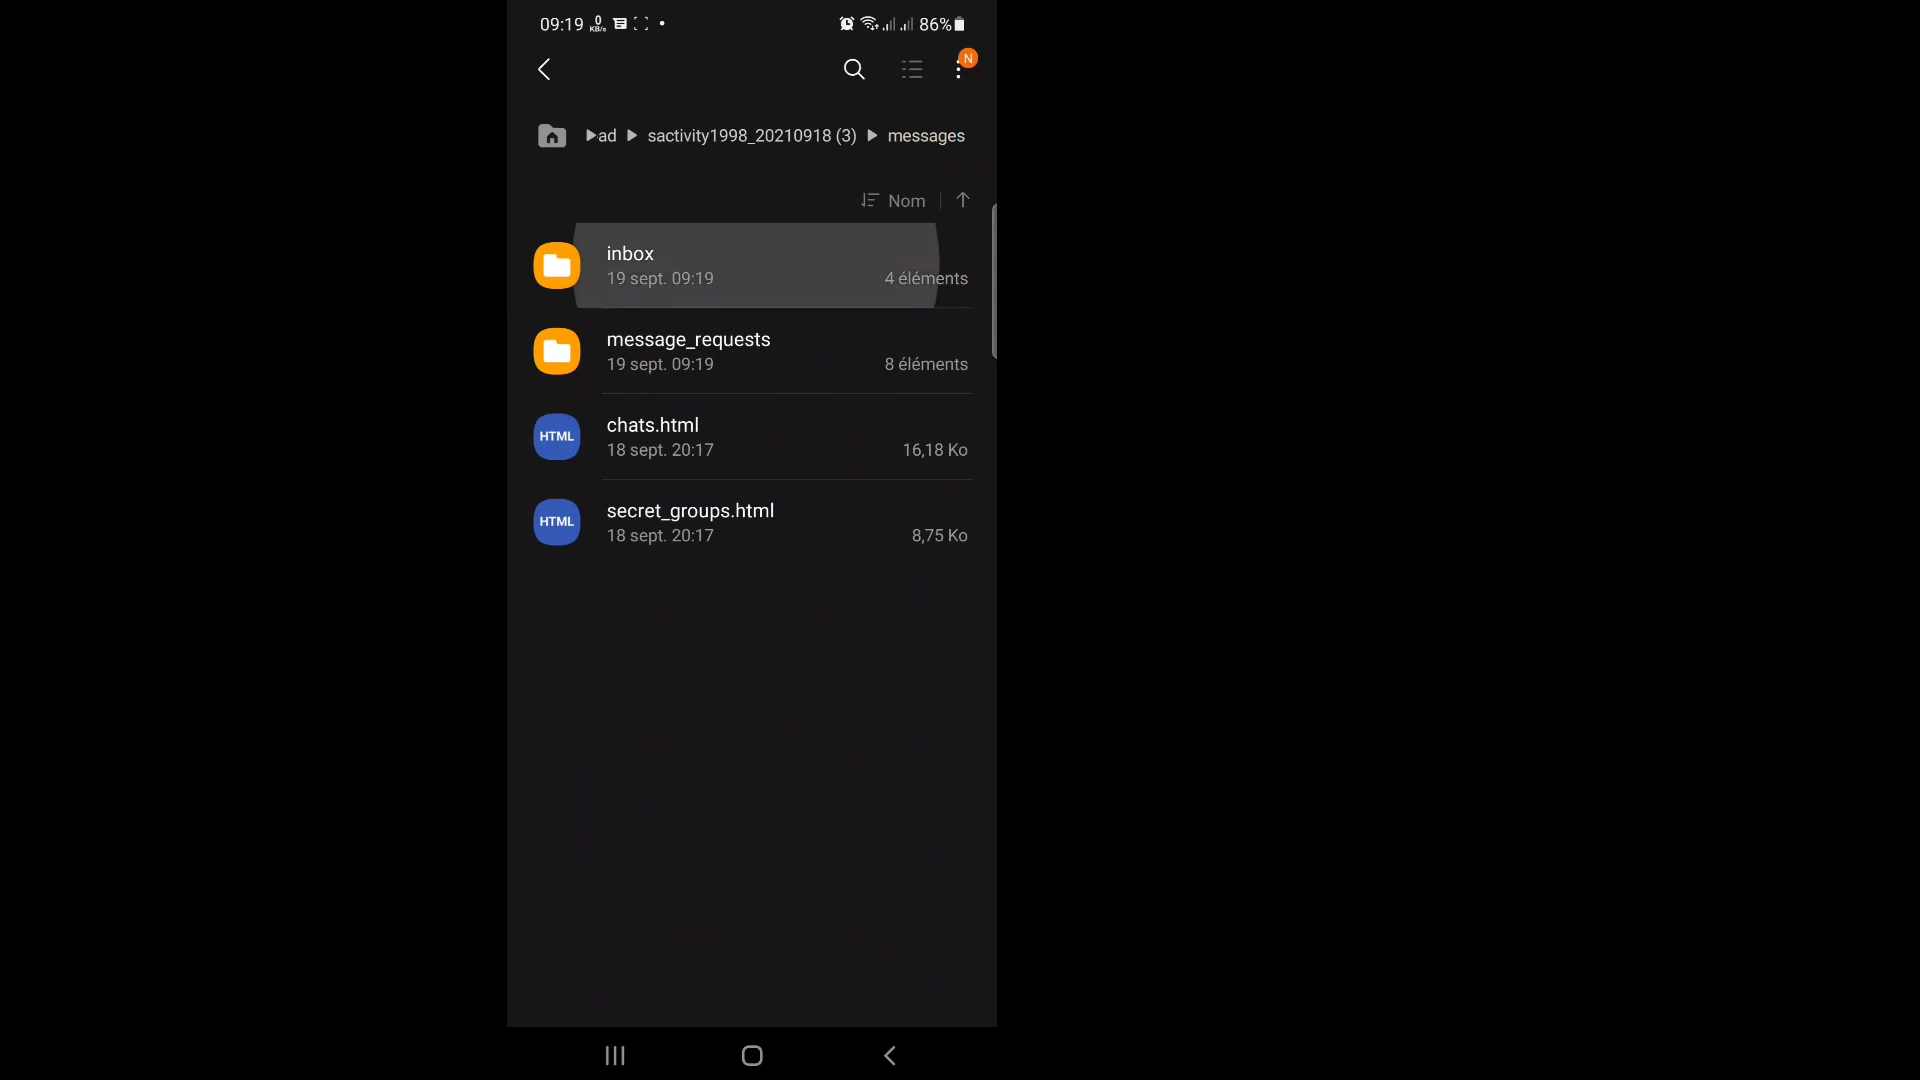 09:19 0 KB/s 86%
N
ad sactivity1998_20210918 (3) messages
Nom
inbox
19 sept. 09:19 4 éléments
message_requests
19 sept. 09:19 8 éléments
HTML chats.html
18 sept. 20:17 16,18 Ko
HTML secret_groups.html
18 sept. 20:17 8,75 Ko